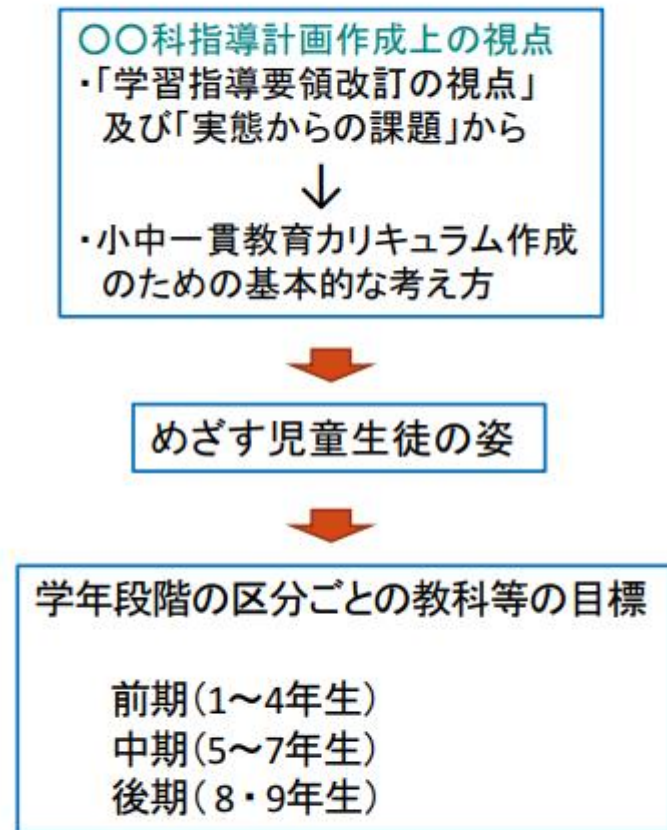 〇〇科指導計画作成上の視点
・「学習指導要領改訂の視点」
及び「実態からの課題」から
↓
・小中一貫教育カリキュラム作成
のための基本的な考え方
めざす児童生徒の姿
学年段階の区分ごとの教科等の目標
前期(1～4年生)
中期(5～7年生)
後期(8・9年生)